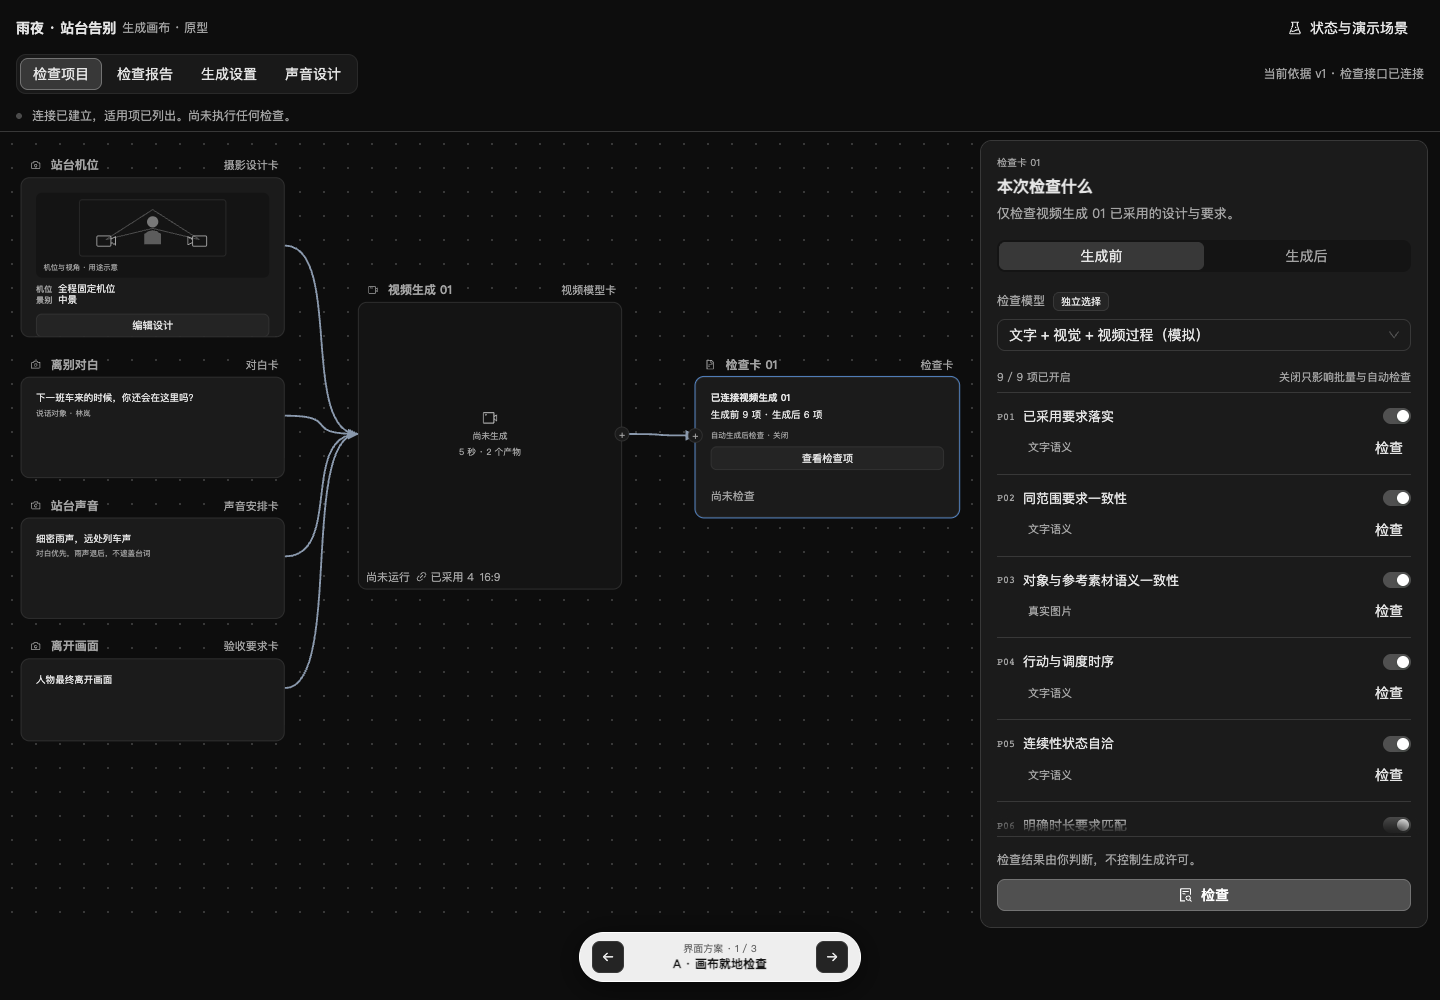 雨夜 · 站台告别 生成画布 · 原型
状态与演示场景
检查项目 检查报告 生成设置 声音设计
当前依据 v1 · 检查接口已连接
连接已建立，适用项已列出。尚未执行任何检查。
站台机位 摄影设计卡
机位与视角 · 用途示意
机位 全程固定机位
景别 中景
编辑设计
离别对白 对白卡
下一班车来的时候，你还会在这里吗？
说话对象 · 林岚
站台声音 声音安排卡
细密雨声，远处列车声
对白优先，雨声退后，不遮盖台词
离开画面 验收要求卡
人物最终离开画面
视频生成 01 视频模型卡
尚未生成
5 秒 · 2 个产物
尚未运行 已采用 4 16:9
检查卡 01 检查卡
已连接视频生成 01
生成前 9 项 · 生成后 6 项
自动生成后检查 · 关闭
查看检查项
尚未检查
检查卡 01
本次检查什么
仅检查视频生成 01 已采用的设计与要求。
生成前 生成后
检查模型 独立选择
文字 + 视觉 + 视频过程（模拟）
9 / 9 项已开启 关闭只影响批量与自动检查
P01 已采用要求落实
文字语义 检查
P02 同范围要求一致性
文字语义 检查
P03 对象与参考素材语义一致性
真实图片 检查
P04 行动与调度时序
文字语义 检查
P05 连续性状态自洽
文字语义 检查
P06 明确时长要求匹配
检查结果由你判断，不控制生成许可。
检查
界面方案 · 1 / 3
A · 画布就地检查